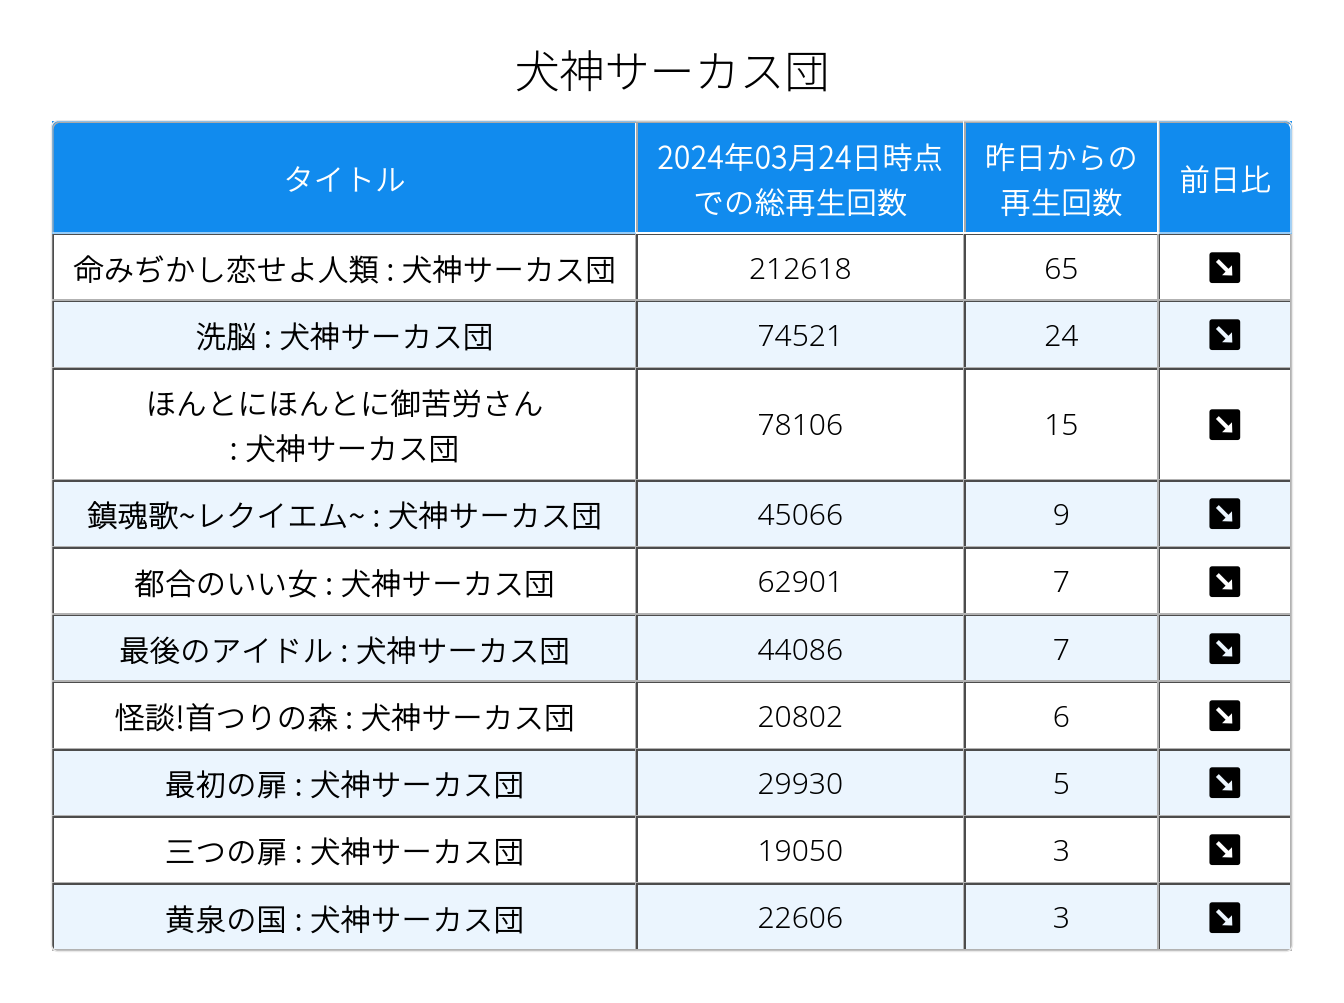 犬神サーカス団
タイトル
2024年03月24日時点
での総再生回数
昨日からの
再生回数
前日比
命みぢかし恋せよ人類 : 犬神サーカス団 212618 65
洗脳 : 犬神サーカス団 74521 24
ほんとにほんとに御苦労さん
: 犬神サーカス団 78106 15
鎮魂歌~レクイエム~ : 犬神サーカス団 45066 9
都合のいい女 : 犬神サーカス団 62901 7
最後のアイドル : 犬神サーカス団 44086 7
怪談!首つりの森 : 犬神サーカス団 20802 6
最初の扉 : 犬神サーカス団 29930 5
三つの扉 : 犬神サーカス団 19050 3
黄泉の国 : 犬神サーカス団 22606 3